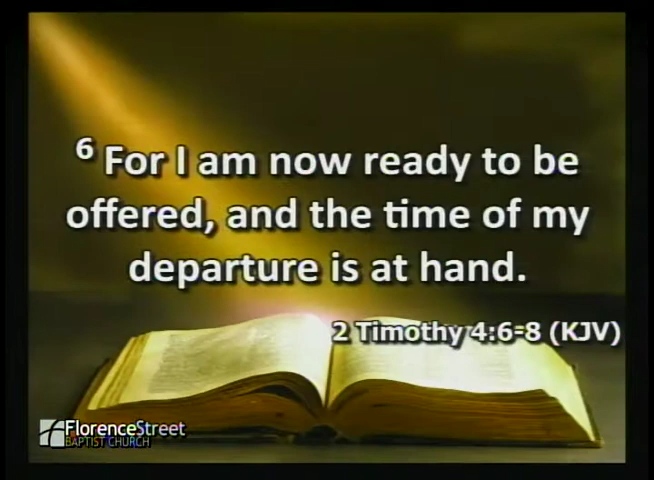 6 For I am now ready to be
offered, and the time of my
departure is at hand.
2 Timothy 4:6-8 (KJV)
FlorenceStreet
BAPTIST CHURCH